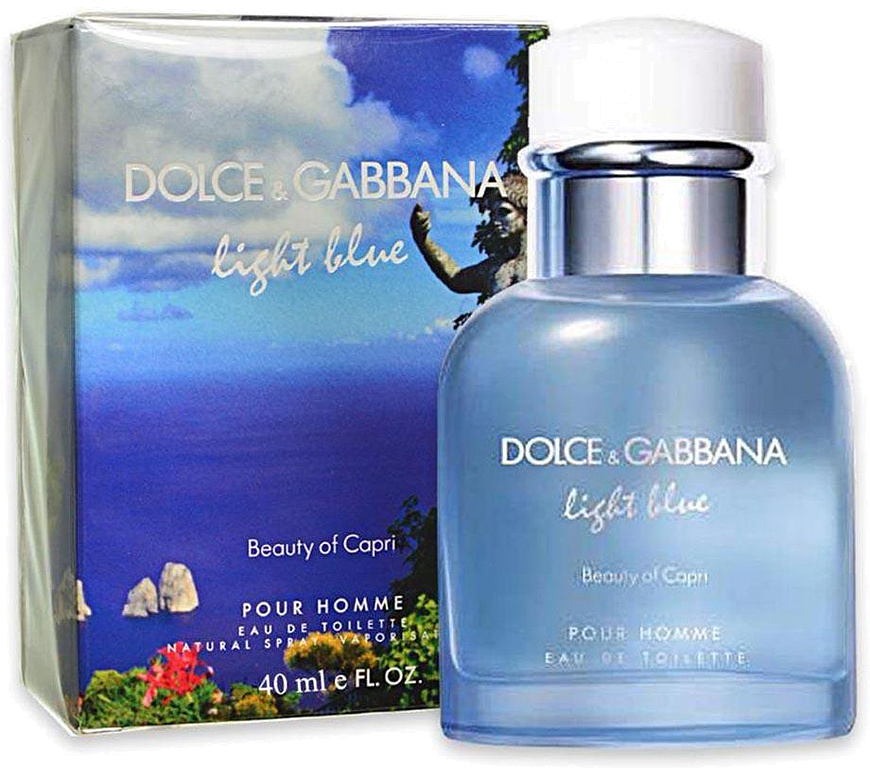 DOLCE & GABBANA
light blue
Beauty of Capri
POUR HOMME
EAU DE TOILETTE
NATURAL SPRAY VAPORISAT
40 ml e FL. OZ.
DOLCE & GABBANA
light blue
Beauty of Capri
POUR HOMME
EAU DE TOILETTE